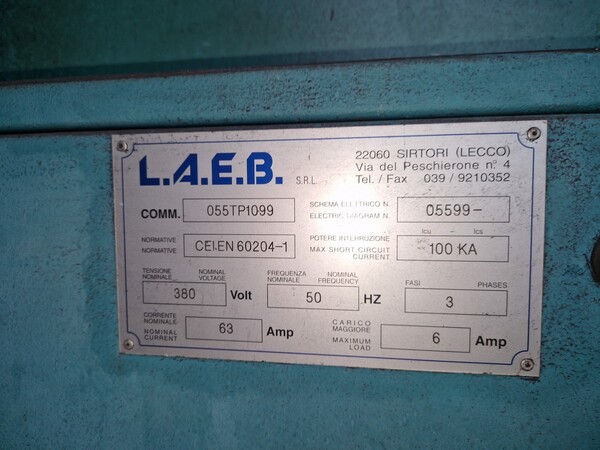 L.A.E.B. S.R.L.
22060 SIRTORI (LECCO)
Via del Peschierone n. 4
Tel. / Fax 039 / 9210352
COMM. 055TP1099
SCHEMA ELETTRICO N.
ELECTRIC DIAGRAM N.
05599-
NORMATIVE
NORMATIVE
CEI.EN 60204-1
POTERE INTERRUZIONE
MAX SHORT CIRCUIT
CURRENT
Icu - Ics
100 KA
TENSIONE NOMINALE
NOMINAL VOLTAGE
380 Volt
FREQUENZA NOMINALE
NOMINAL FREQUENCY
50 HZ
FASI PHASES
3
CORRENTE
NOMINALE
NOMINAL
CURRENT
63 Amp
CARICO
MAGGIORE
MAXIMUM
LOAD
6 Amp